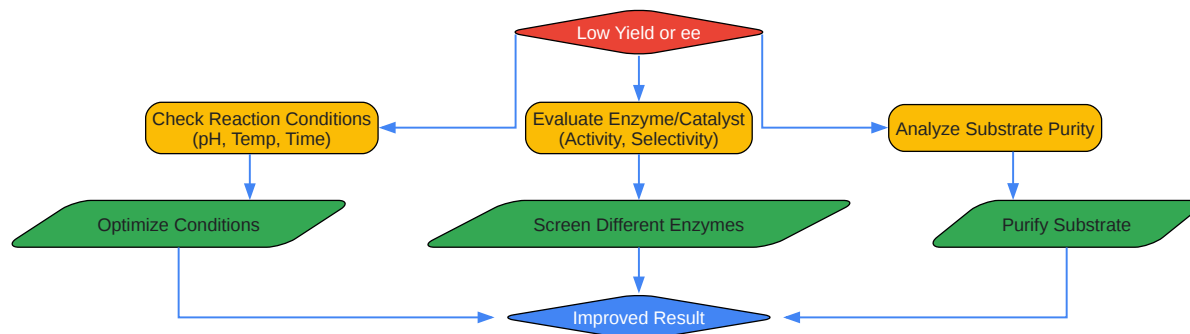 Low Yield or ee
Check Reaction Conditions
(pH, Temp, Time)
Evaluate Enzyme/Catalyst
(Activity, Selectivity)
Analyze Substrate Purity
Optimize Conditions
Screen Different Enzymes
Purify Substrate
Improved Result